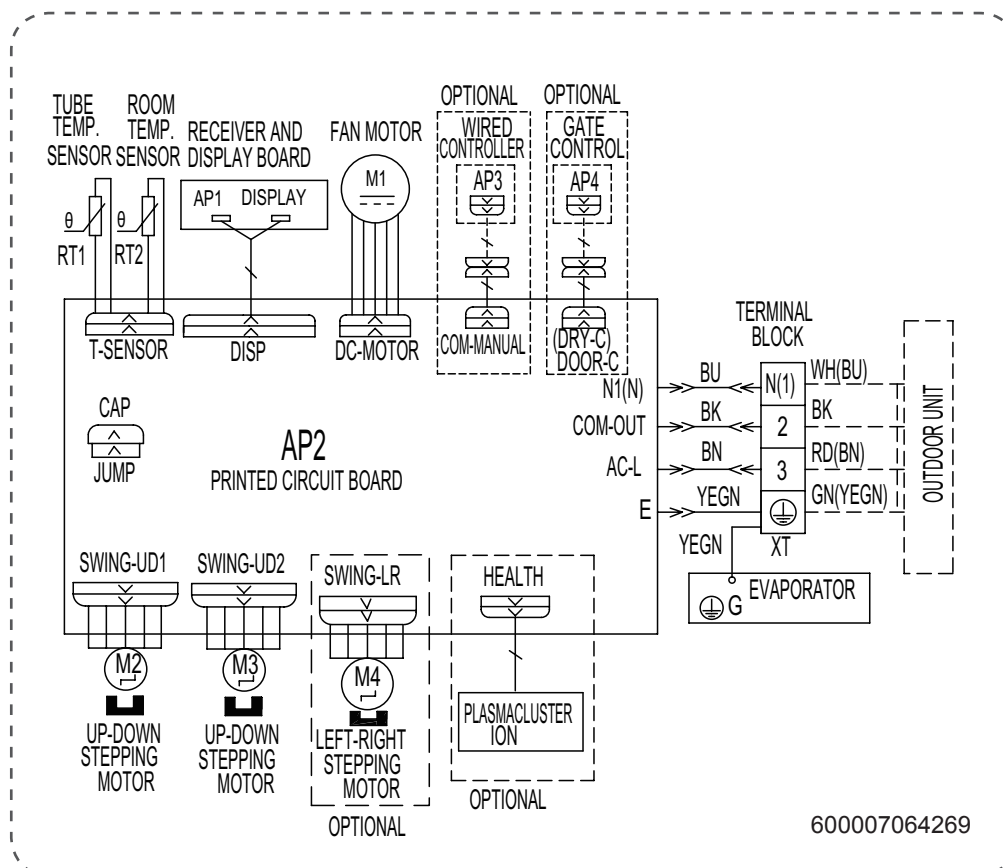 TUBE
TEMP.
SENSOR
ROOM
TEMP.
SENSOR
RECEIVER AND
DISPLAY BOARD
FAN MOTOR
OPTIONAL
WIRED
CONTROLLER
OPTIONAL
GATE
CONTROL
AP1 DISPLAY
M1
AP3
AP4
θ
RT1
θ
RT2
T-SENSOR
DISP
DC-MOTOR
COM-MANUAL
(DRY-C)
DOOR-C
TERMINAL
BLOCK
N1(N)
BU
N(1)
WH(BU)
COM-OUT
BK
2
BK
AC-L
BN
3
RD(BN)
E
YEGN
GN(YEGN)
YEGN
XT
OUTDOOR UNIT
G
EVAPORATOR
CAP
JUMP
AP2
PRINTED CIRCUIT BOARD
SWING-UD1
SWING-UD2
SWING-LR
HEALTH
M2
M3
M4
UP-DOWN
STEPPING
MOTOR
UP-DOWN
STEPPING
MOTOR
LEFT-RIGHT
STEPPING
MOTOR
OPTIONAL
PLASMACLUSTER
ION
OPTIONAL
600007064269